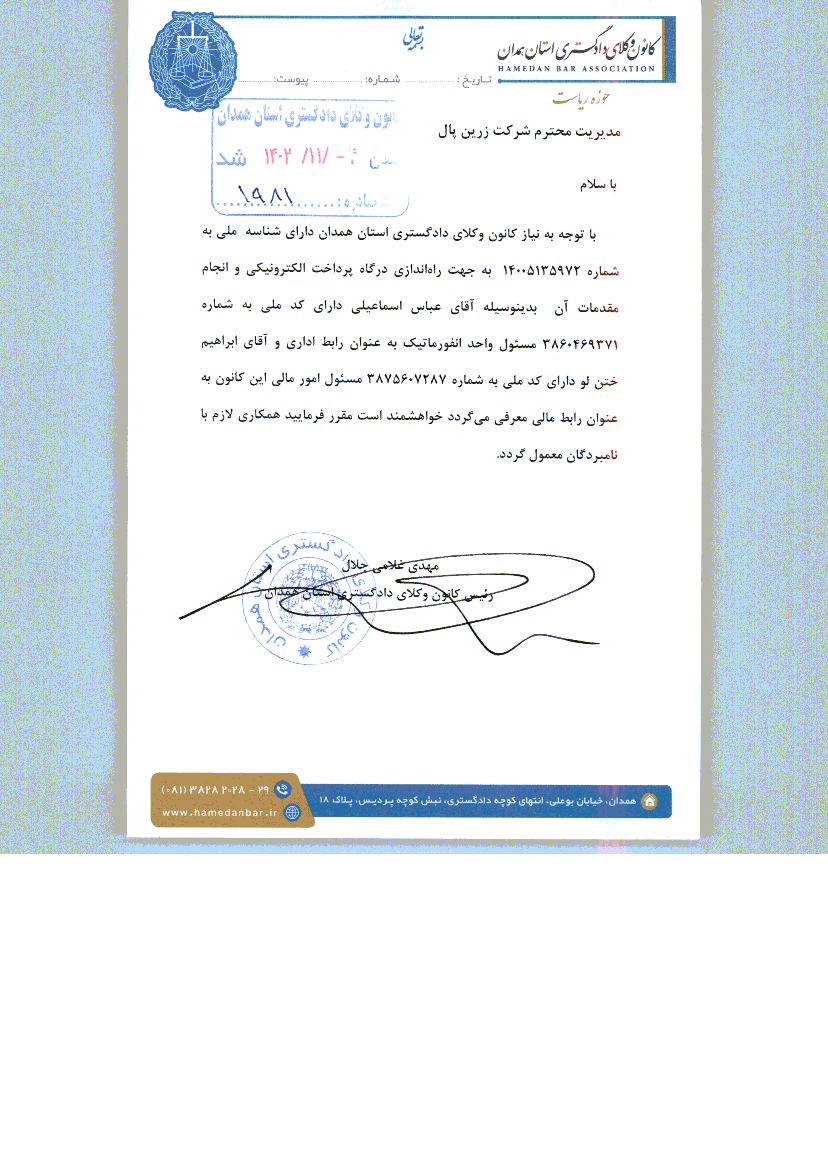 کانون وکلای دادگستری استان همدان
HAMEDAN BAR ASSOCIATION
تاریخ: شماره: پیوست:
حوزه ریاست
کانون وکلای دادگستری استان همدان
۱۴۰۲/۱۱/ شد
صادره: ۱۹۸۱
مدیریت محترم شرکت زرین پال
با سلام
با توجه به نیاز کانون وکلای دادگستری استان همدان دارای شناسه ملی به
شماره ۱۴۰۰۵۱۳۵۹۷۲ به جهت راه‌اندازی درگاه پرداخت الکترونیکی و انجام
مقدمات آن بدینوسیله آقای عباس اسماعیلی دارای کد ملی به شماره
۳۸۶۰۴۶۹۳۷۱ مسئول واحد انفورماتیک به عنوان رابط اداری و آقای ابراهیم
ختن لو دارای کد ملی به شماره ۳۸۷۵۶۰۷۲۸۷ مسئول امور مالی این کانون به
عنوان رابط مالی معرفی می‌گردد خواهشمند است مقرر فرمایید همکاری لازم با
نامبردگان معمول گردد.
مهدی غلامی جلال
رئیس کانون وکلای دادگستری استان همدان
کانون وکلای دادگستری استان همدان
همدان، خیابان بوعلی، انتهای کوچه دادگستری، نبش کوچه پردیس، پلاک ۱۸
(۰۸۱) ۳۸۲۸ ۲۰۲۸ - ۲۹
www.hamedanbar.ir